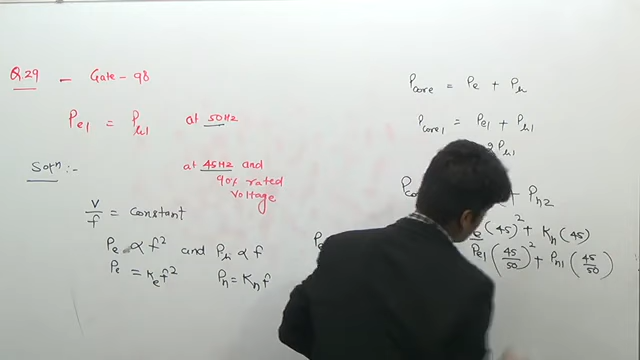 Q29 - Gate - 98
Pe1 = Ph1 at 50Hz
Solⁿ :-
at 45Hz and
90% rated
voltage
V/f = constant
Pe ∝ f² and Ph ∝ f
Pe = Ke f² Ph = Kh f
Pcore = Pe + Ph
Pcore1 = Pe1 + Ph1
2Ph1
+ Ph2
(45)² + Kh (45)
Pe1 (45/50)² + Ph1 (45/50)